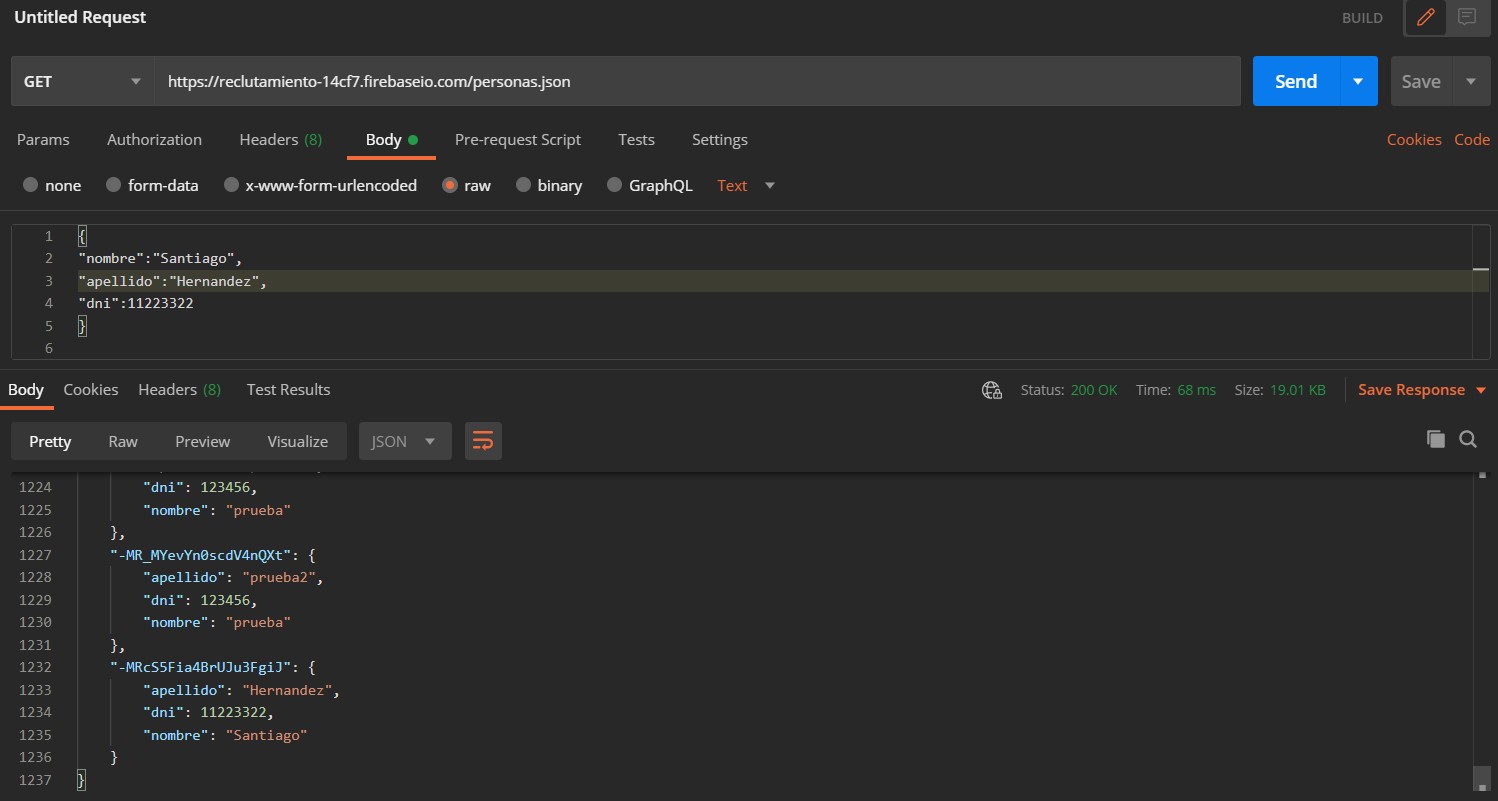 Untitled Request
BUILD
GET https://reclutamiento-14cf7.firebaseio.com/personas.json Send Save
Params Authorization Headers (8) Body Pre-request Script Tests Settings Cookies Code
none form-data x-www-form-urlencoded raw binary GraphQL Text
1 {
2 "nombre":"Santiago",
3 "apellido":"Hernandez",
4 "dni":11223322
5 }
6
Body Cookies Headers (8) Test Results Status: 200 OK Time: 68 ms Size: 19.01 KB Save Response
Pretty Raw Preview Visualize JSON
1224 "dni": 123456,
1225 "nombre": "prueba"
1226 },
1227 "-MR_MYevYn0scdV4nQXt": {
1228 "apellido": "prueba2",
1229 "dni": 123456,
1230 "nombre": "prueba"
1231 },
1232 "-MRcS5Fia4BrUJu3FgiJ": {
1233 "apellido": "Hernandez",
1234 "dni": 11223322,
1235 "nombre": "Santiago"
1236 }
1237 }